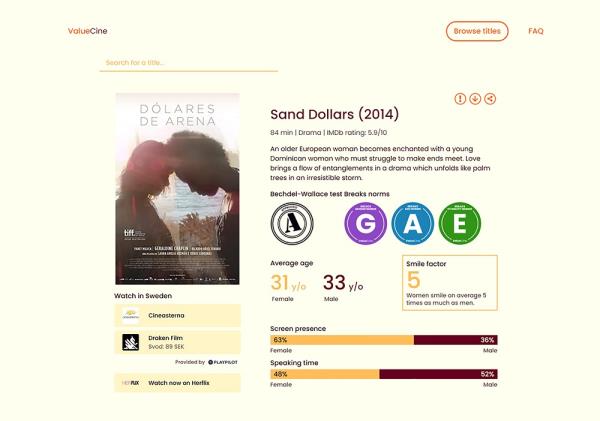 ValueCine
Browse titles
FAQ
Search for a title...
DÓLARES
DE ARENA
tiff.
GERALDINE CHAPLIN
Sand Dollars (2014)
84 min | Drama | IMDb rating: 5.9/10
An older European woman becomes enchanted with a young
Dominican woman who must struggle to make ends meet. Love
brings a flow of entanglements in a drama which unfolds like palm
trees in an irresistible storm.
Bechdel-Wallace test Breaks norms
A
G
A
E
Average age
31 y/o
Female
33 y/o
Male
Smile factor
5
Women smile on average 5
times as much as men.
Screen presence
63%
36%
Female
Male
Speaking time
48%
52%
Female
Male
Watch in Sweden
Cineasterna
Draken Film
Svod: 89 SEK
Provided by PLAYPILOT
HERFLIX
Watch now on Herflix